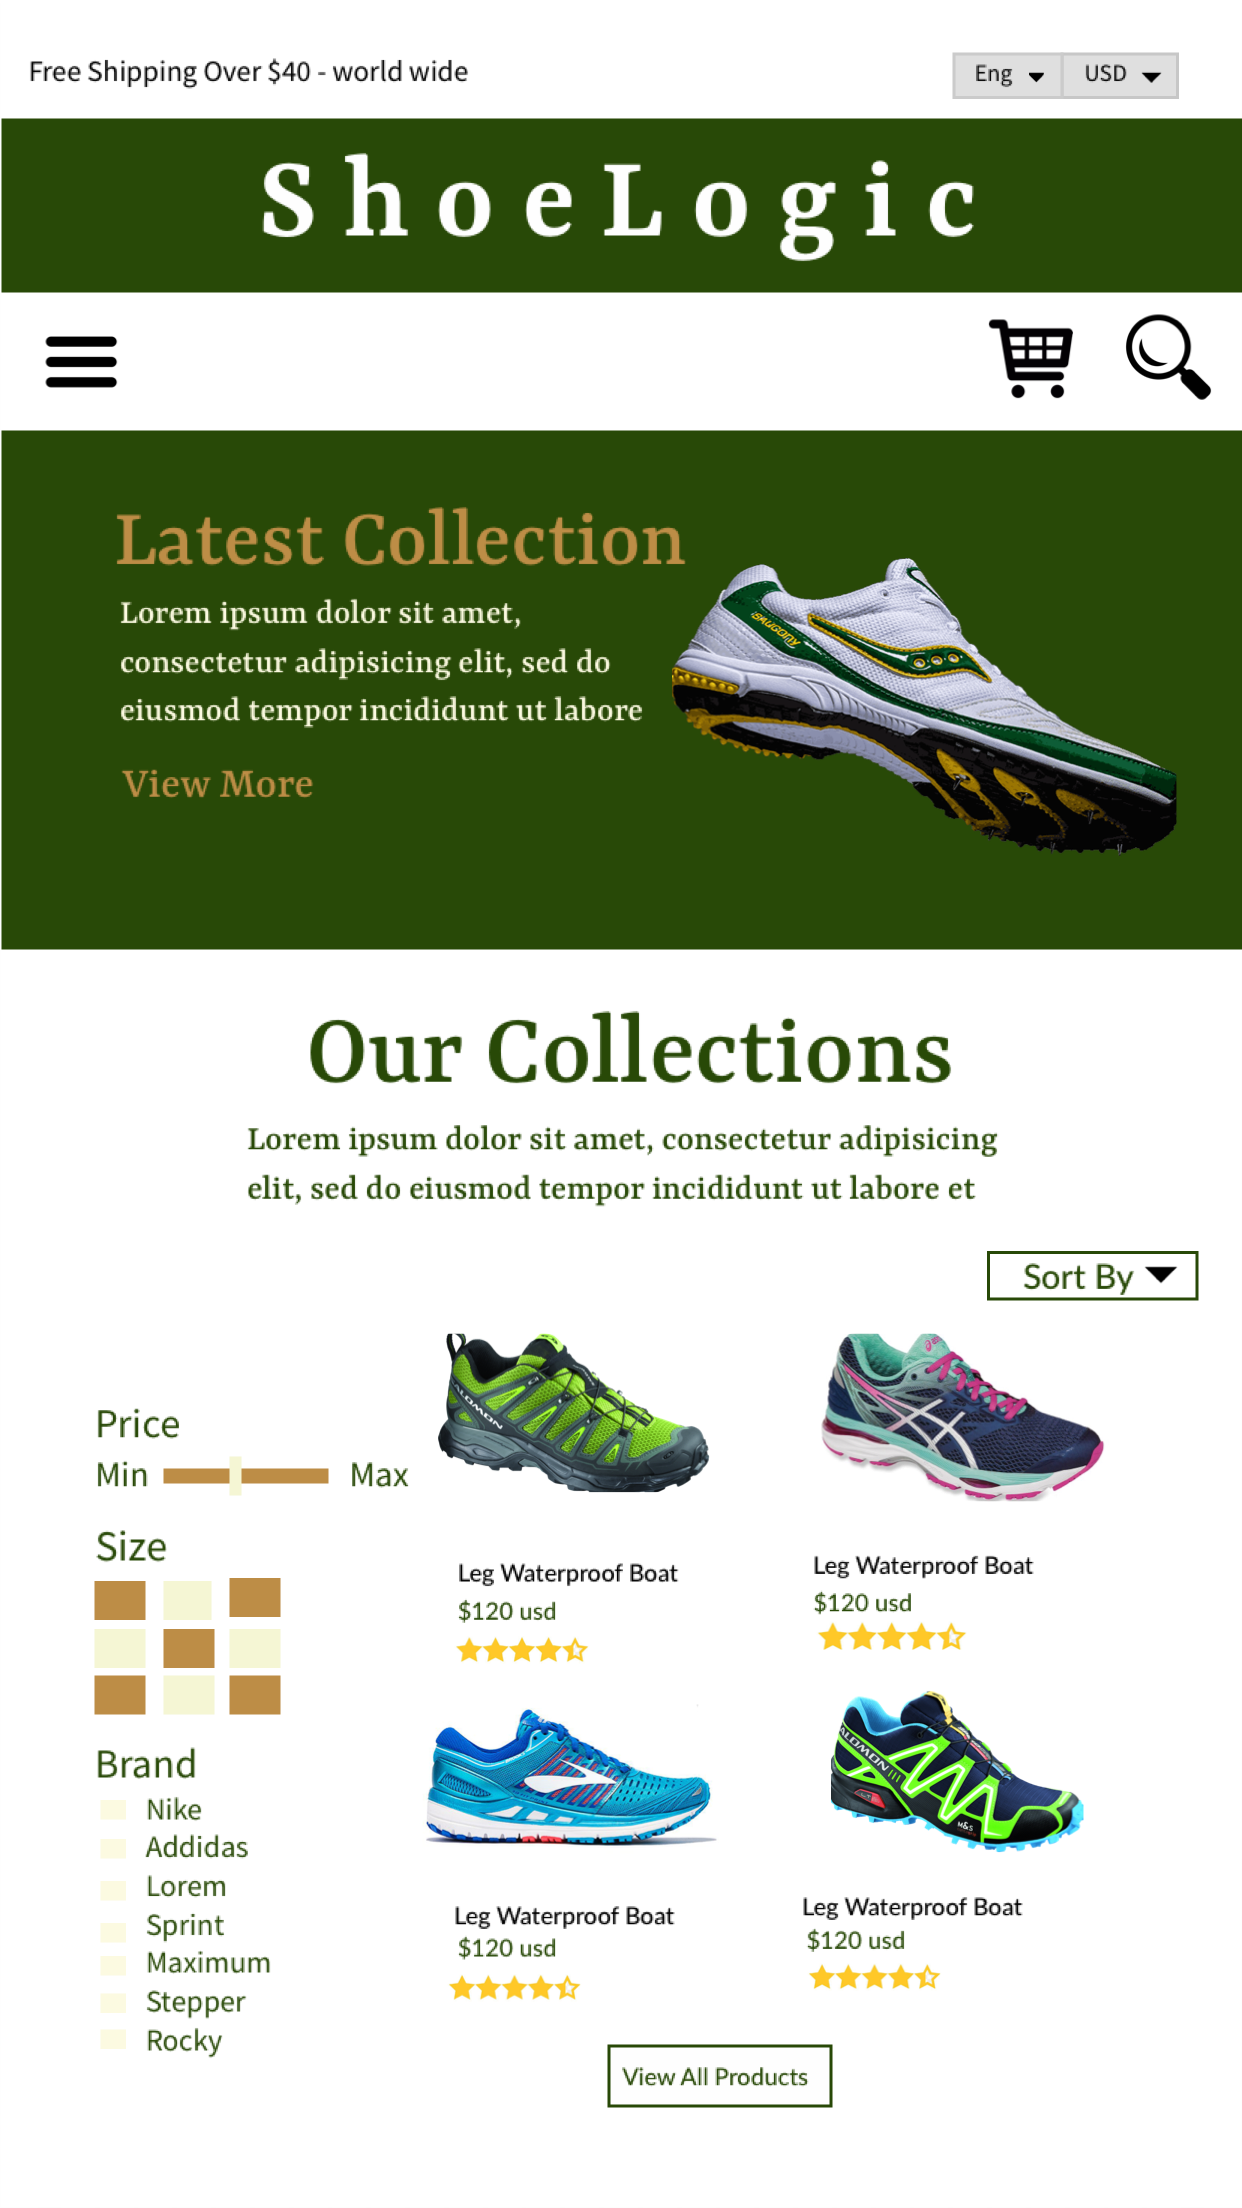 Free Shipping Over $40 - world wide
Eng
USD
ShoeLogic
Latest Collection
Lorem ipsum dolor sit amet,
consectetur adipisicing elit, sed do
eiusmod tempor incididunt ut labore
View More
SAUCONY
Our Collections
Lorem ipsum dolor sit amet, consectetur adipisicing
elit, sed do eiusmod tempor incididunt ut labore et
Sort By
Price
Min
Max
Size
Brand
Nike
Addidas
Lorem
Sprint
Maximum
Stepper
Rocky
SALOMON
Leg Waterproof Boat
$120 usd
Leg Waterproof Boat
$120 usd
Leg Waterproof Boat
$120 usd
SALOMON
M&S
Leg Waterproof Boat
$120 usd
View All Products